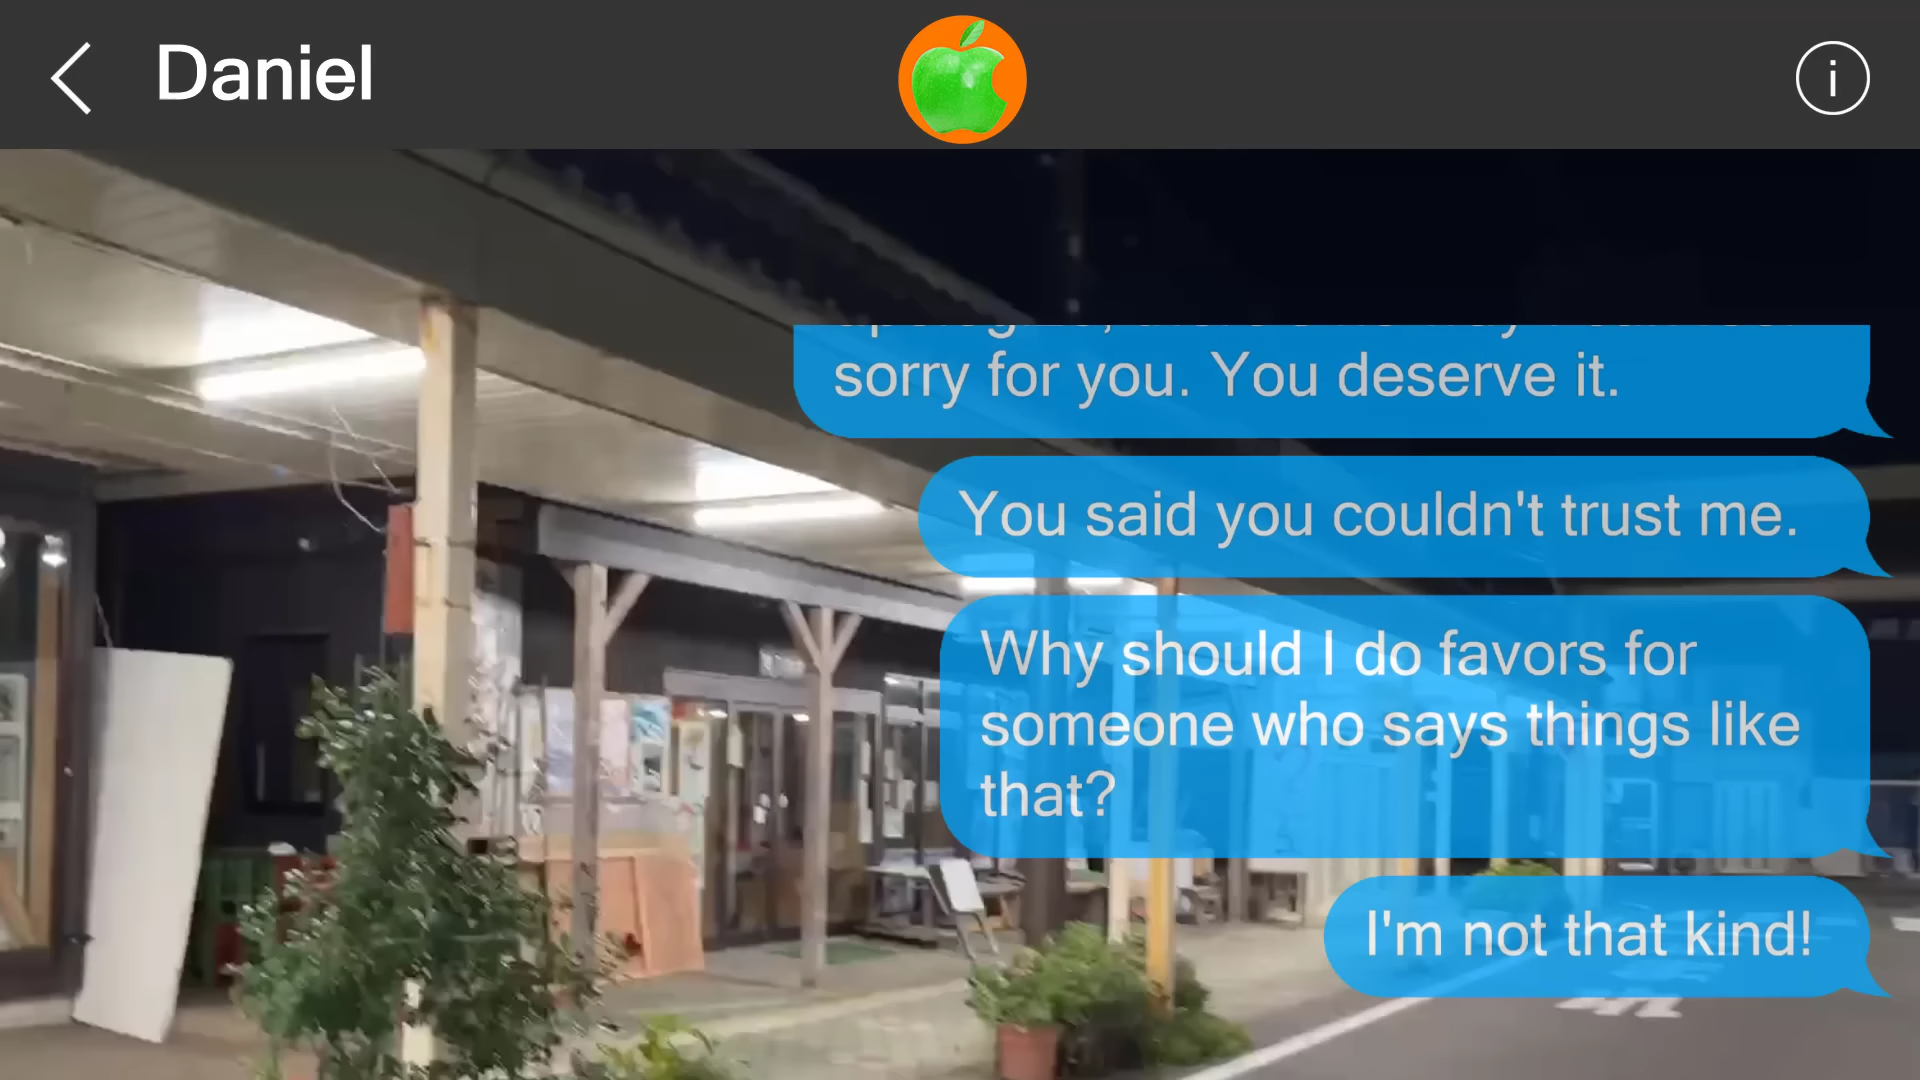 Daniel
sorry for you. You deserve it.
You said you couldn't trust me.
Why should I do favors for
someone who says things like
that?
I'm not that kind!